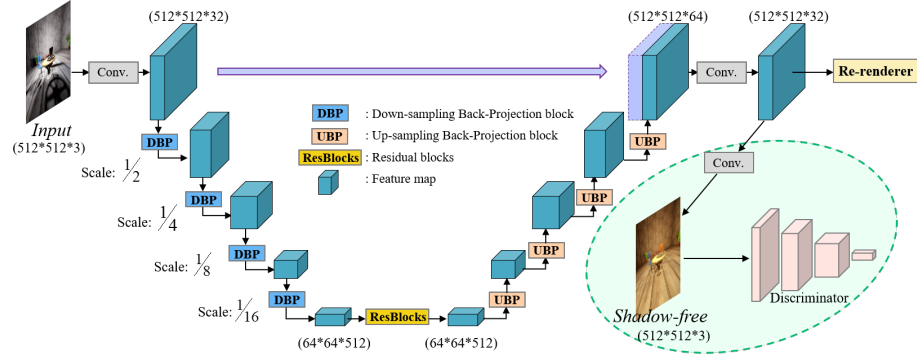 (512*512*32)
(512*512*64)
(512*512*32)
Conv.
Conv.
Re-renderer
Input
(512*512*3)
DBP
DBP : Down-sampling Back-Projection block
UBP : Up-sampling Back-Projection block
ResBlocks : Residual blocks
: Feature map
UBP
Conv.
Scale: 1/2
DBP
UBP
Scale: 1/4
DBP
UBP
Scale: 1/8
DBP
UBP
Scale: 1/16
ResBlocks
(64*64*512)
(64*64*512)
Discriminator
Shadow-free
(512*512*3)